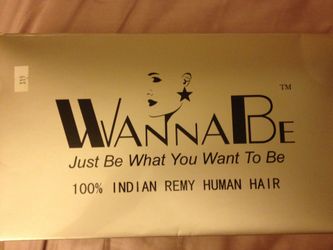 TM
WANNABE
Just Be What You Want To Be
100% INDIAN REMY HUMAN HAIR